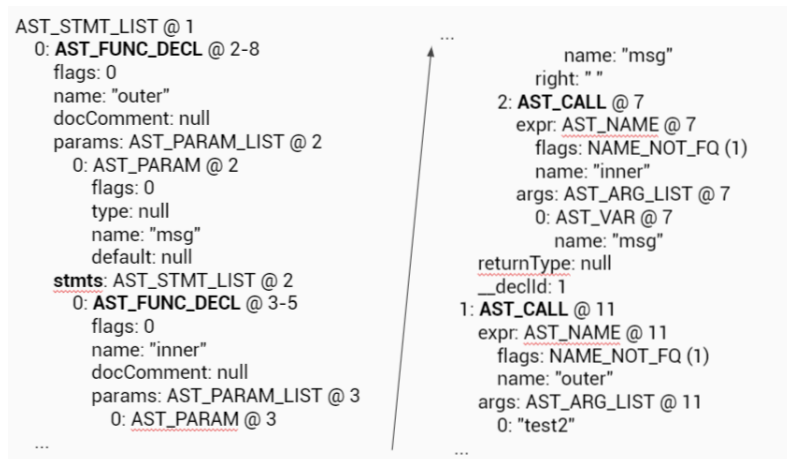 AST_STMT_LIST @ 1
0: AST_FUNC_DECL @ 2-8
flags: 0
name: "outer"
docComment: null
params: AST_PARAM_LIST @ 2
0: AST_PARAM @ 2
flags: 0
type: null
name: "msg"
default: null
stmts: AST_STMT_LIST @ 2
0: AST_FUNC_DECL @ 3-5
flags: 0
name: "inner"
docComment: null
params: AST_PARAM_LIST @ 3
0: AST_PARAM @ 3
...
...
name: "msg"
right: " "
2: AST_CALL @ 7
expr: AST_NAME @ 7
flags: NAME_NOT_FQ (1)
name: "inner"
args: AST_ARG_LIST @ 7
0: AST_VAR @ 7
name: "msg"
returnType: null
__declId: 1
1: AST_CALL @ 11
expr: AST_NAME @ 11
flags: NAME_NOT_FQ (1)
name: "outer"
args: AST_ARG_LIST @ 11
0: "test2"
...